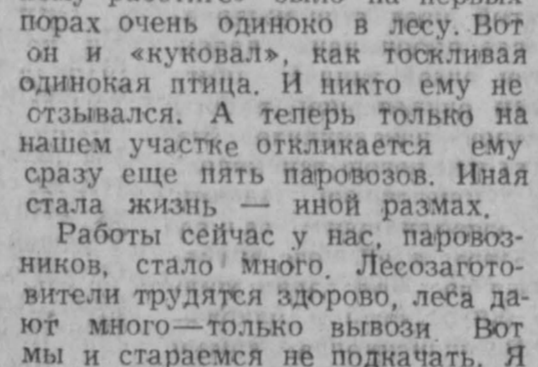 порах очень одиноко в лесу. Вот
он и «куковал», как тоскливая
одинокая птица. И никто ему не
отзывался. А теперь только на
нашем участке откликается ему
сразу еще пять паровозов. Иная
стала жизнь — иной размах.
Работы сейчас у нас, паровоз-
ников, стало много. Лесозагото-
вители трудятся здорово, леса да-
ют много—только вывози. Вот
мы и стараемся не подкачать. Я